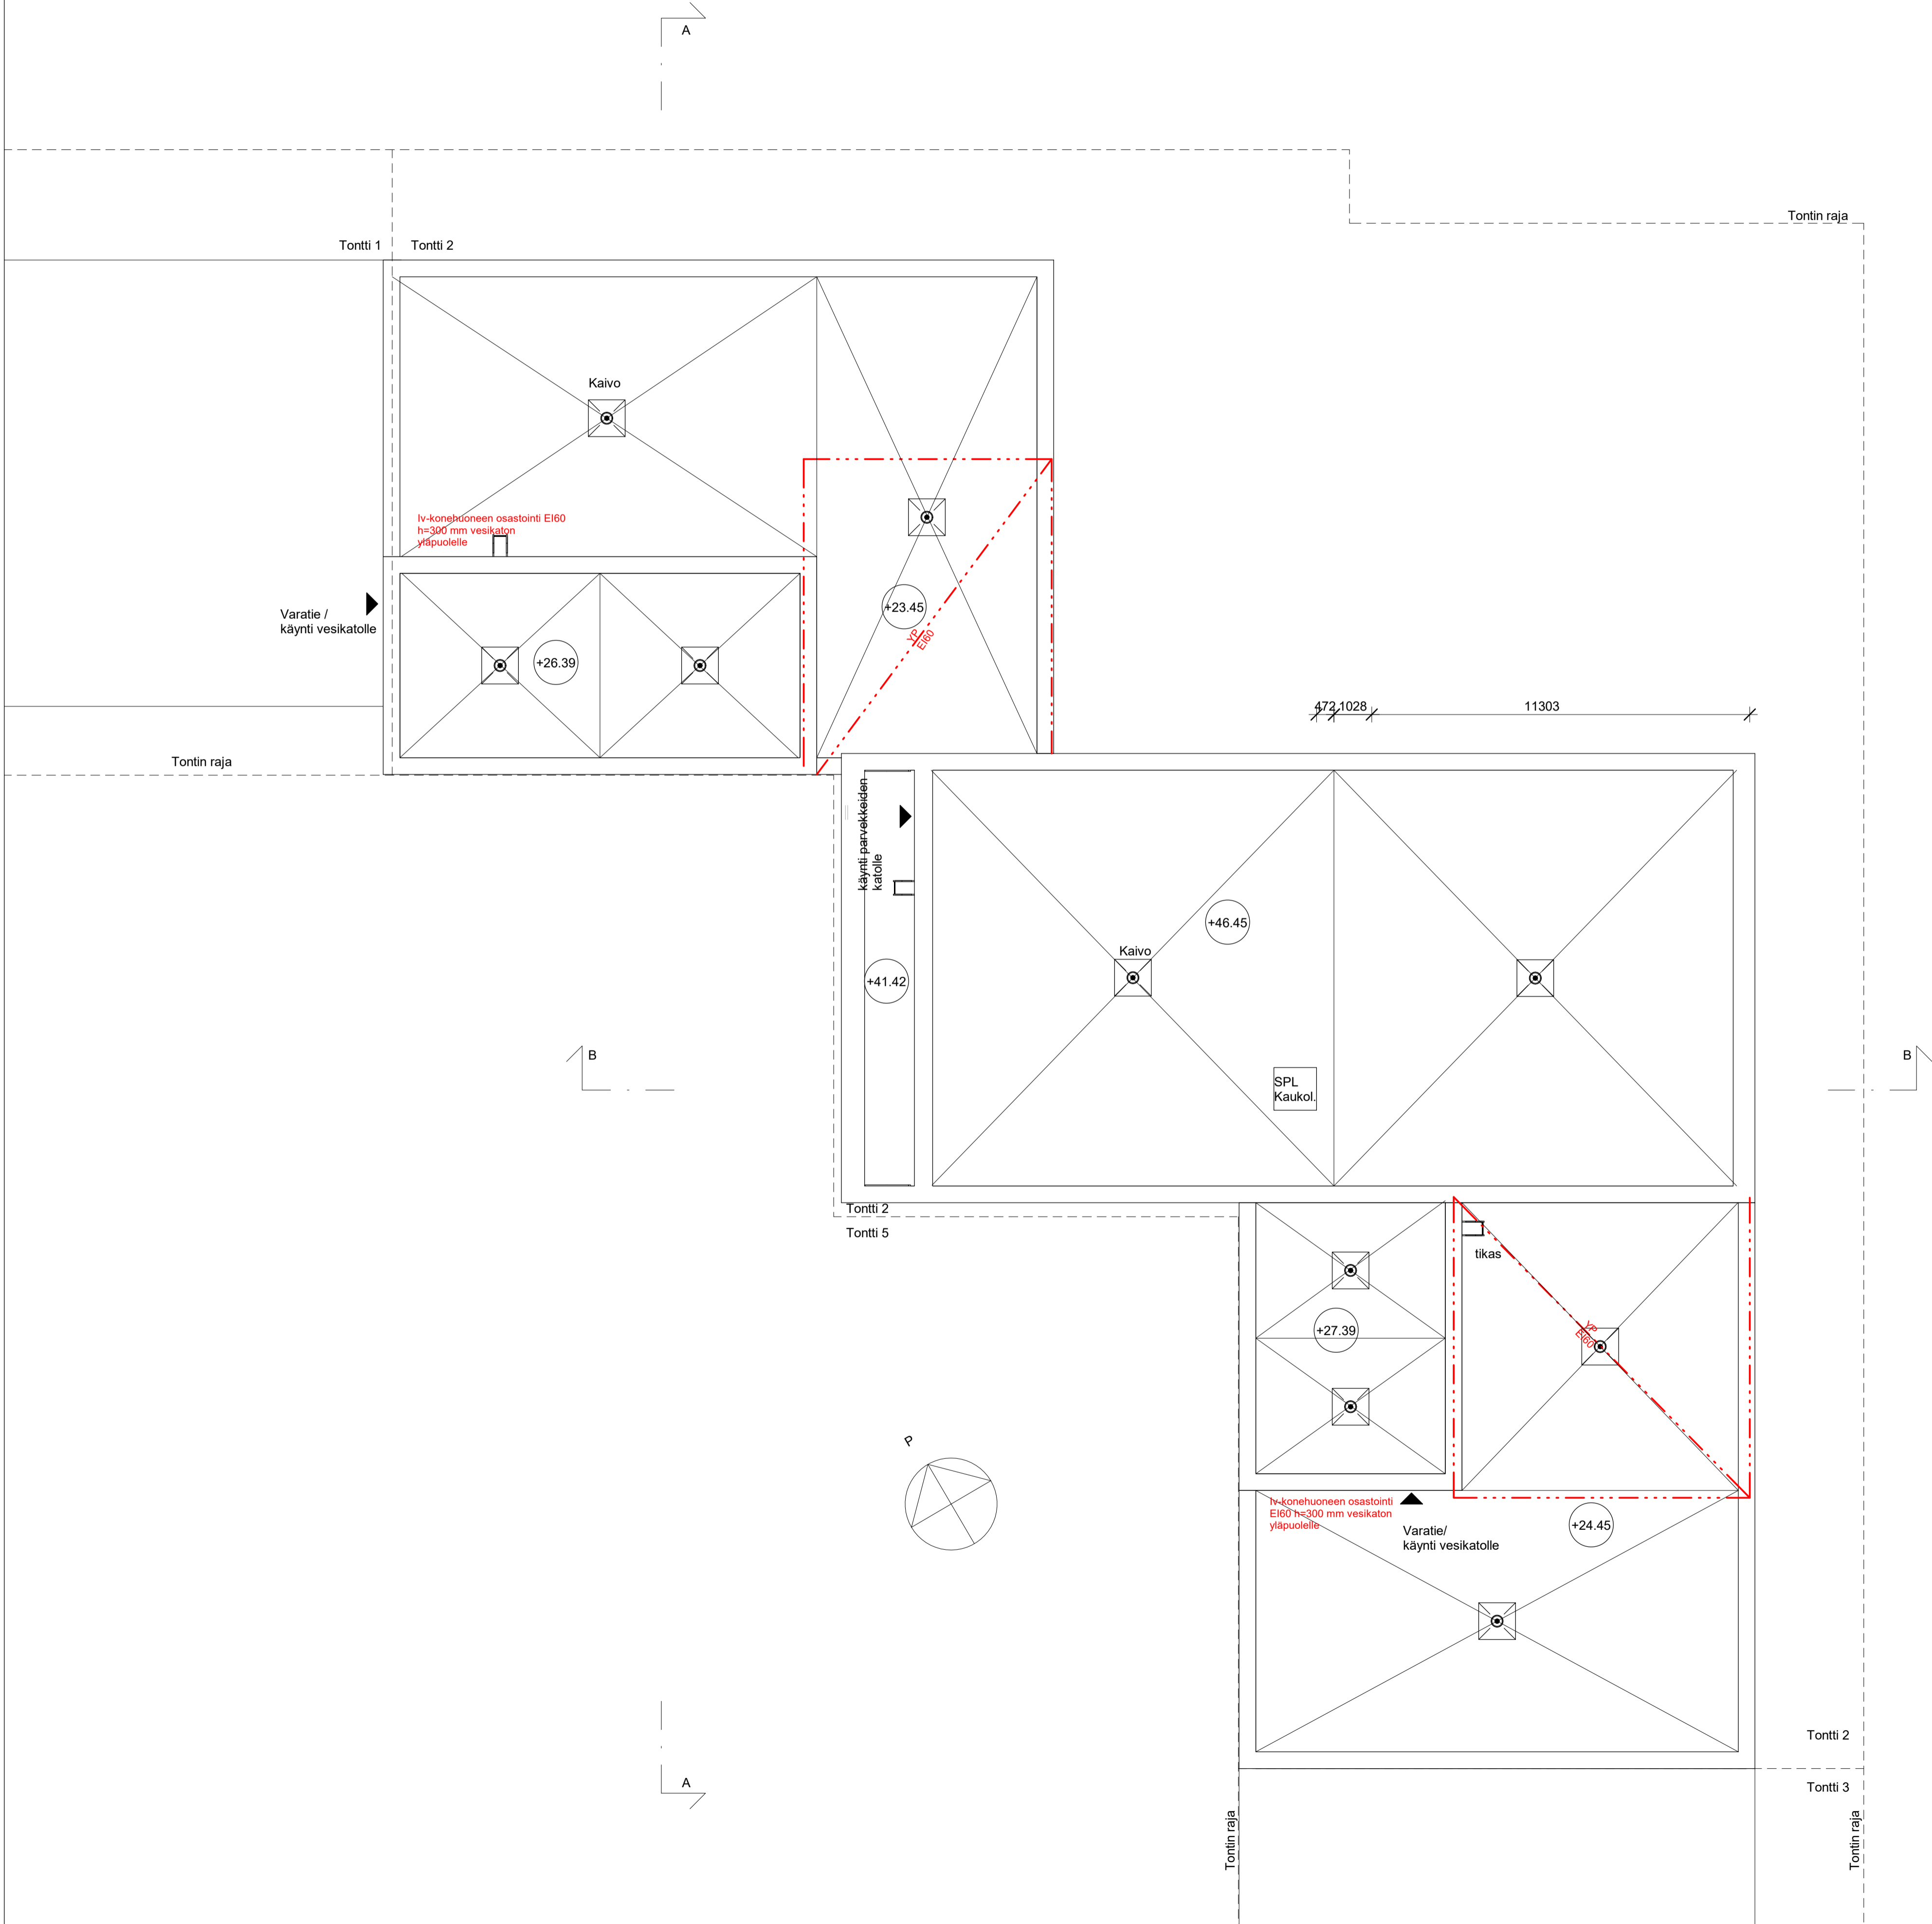 A
Tontin raja
Tontti 1
Tontti 2
Kaivo
Iv-konehuoneen osastointi EI60
h=300 mm vesikaton
yläpuolelle
Varatie /
käynti vesikatolle
+23.45
YP
EI60
+26.39
472
1028
11303
Tontin raja
käynti parvekkeiden
katolle
+46.45
Kaivo
+41.42
B
B
SPL
Kaukol.
Tontti 2
Tontti 5
tikas
+27.39
YP
EI60
P
Iv-konehuoneen osastointi
EI60 h=300 mm vesikaton
yläpuolelle
Varatie/
käynti vesikatolle
+24.45
Tontti 2
A
Tontti 3
Tontin raja
Tontin raja